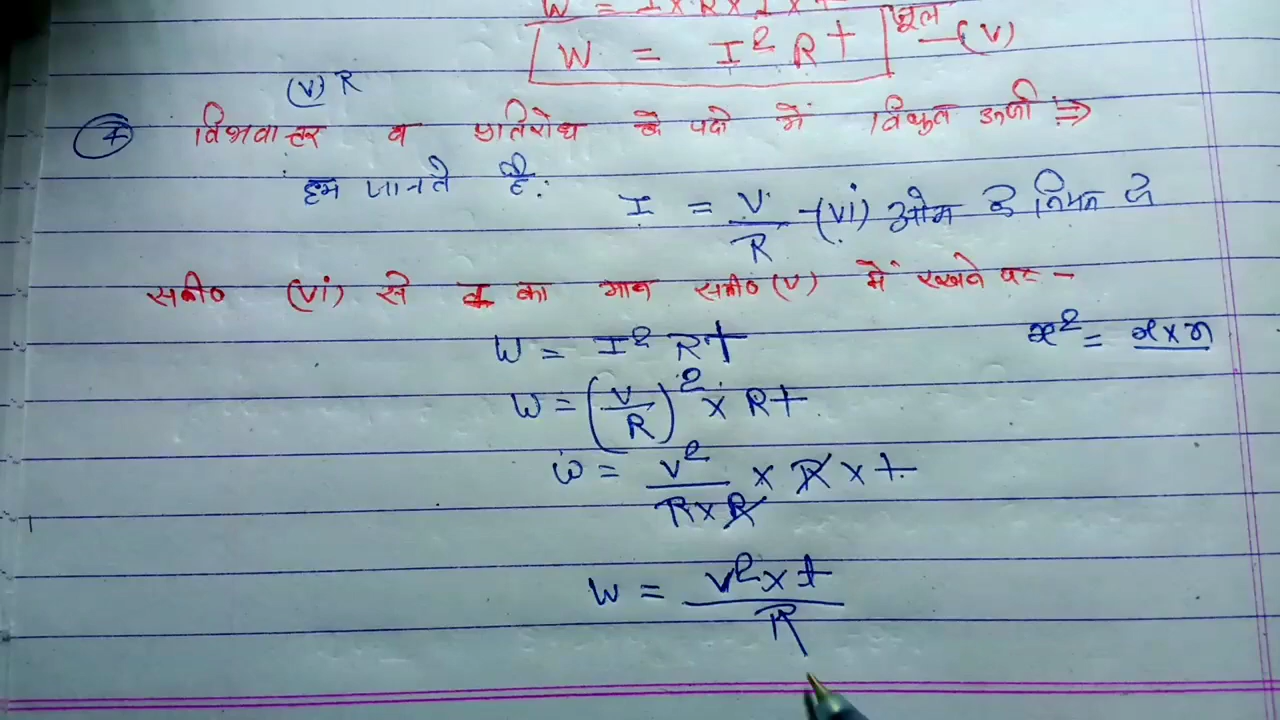 W = I × R × I × t
W = I² R t जूल —(V)
(V) R
7 विभवान्तर व प्रतिरोध के पदो में विधुत ऊर्जा ⇒
हम जानते है:
I = V/R —(Vi) ओम के नियम से
समी० (Vi) से I का मान समी० (V) में रखने पर –
W = I² R t
x² = x × x
W = (V/R)² × R t
W = V²/(R × R) × R × t
W = (V² × t)/R